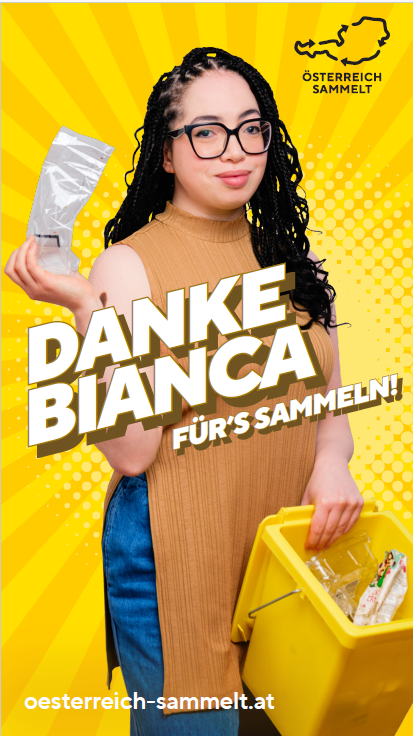 ÖSTERREICH
SAMMELT
DANKE
BIANCA
FÜR'S SAMMELN!
oesterreich-sammelt.at